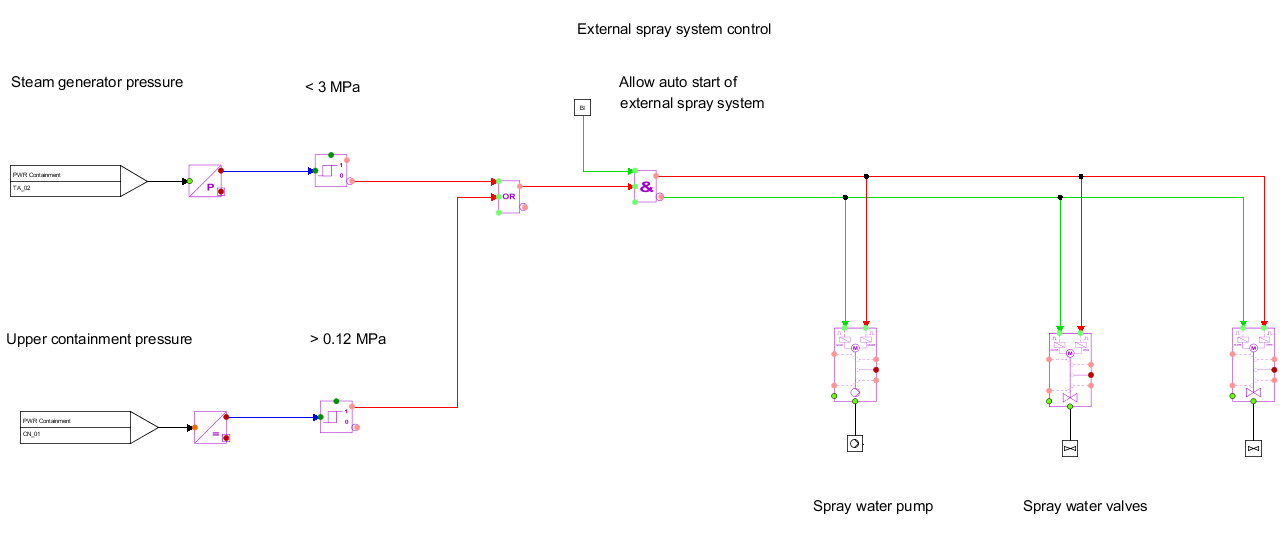 External spray system control
Steam generator pressure
< 3 MPa
Allow auto start of
external spray system
BI
PWR Containment
TA_02
P
1
0
OR
&
Upper containment pressure
> 0.12 MPa
PWR Containment
CN_01
=
1
0
M
M
M
Spray water pump
Spray water valves